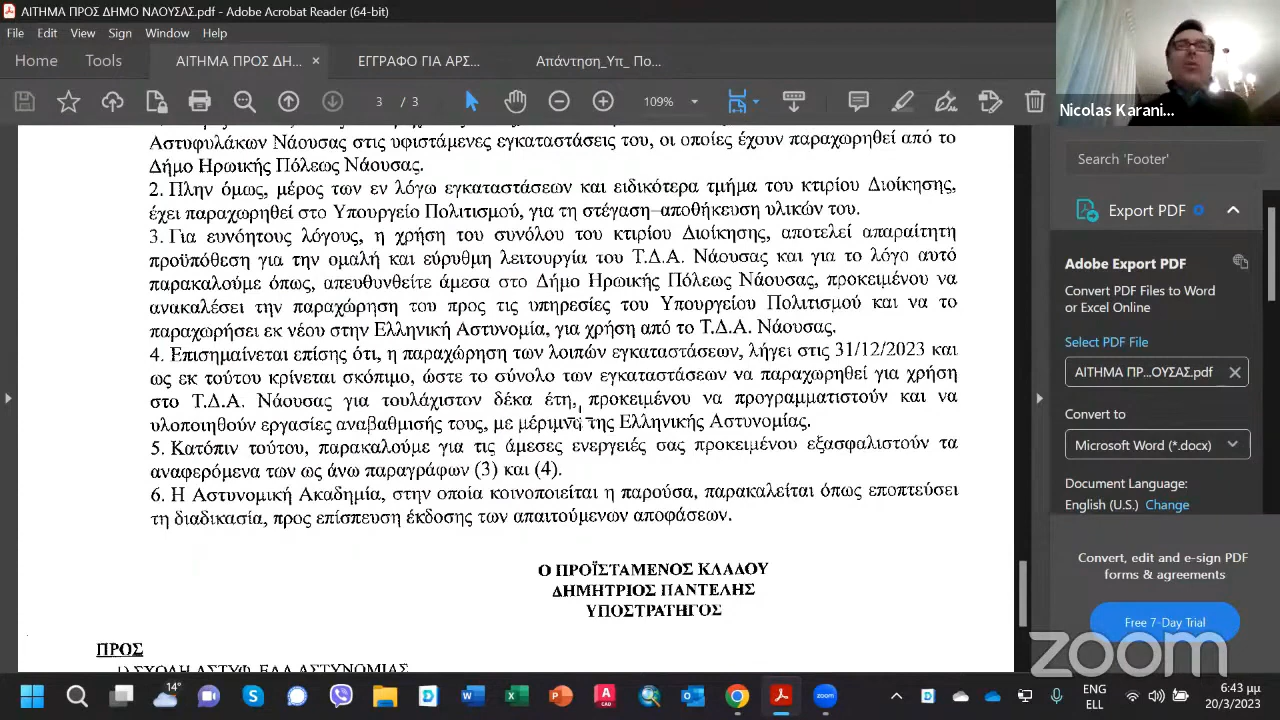 ΑΙΤΗΜΑ ΠΡΟΣ ΔΗΜΟ ΝΑΟΥΣΑΣ.pdf - Adobe Acrobat Reader (64-bit)
File Edit View Sign Window Help
Home Tools ΑΙΤΗΜΑ ΠΡΟΣ ΔΗ... × ΕΓΓΡΑΦΟ ΓΙΑ ΑΡΣ... Απάντηση_Υπ_ Πο...
3 / 3 109%
Nicolas Karani...
Αστυφυλάκων Νάουσας στις υφιστάμενες εγκαταστάσεις του, οι οποίες έχουν παραχωρηθεί από το
Δήμο Ηρωικής Πόλεως Νάουσας.
2. Πλην όμως, μέρος των εν λόγω εγκαταστάσεων και ειδικότερα τμήμα του κτιρίου Διοίκησης,
έχει παραχωρηθεί στο Υπουργείο Πολιτισμού, για τη στέγαση–αποθήκευση υλικών του.
3. Για ευνόητους λόγους, η χρήση του συνόλου του κτιρίου Διοίκησης, αποτελεί απαραίτητη
προϋπόθεση για την ομαλή και εύρυθμη λειτουργία του Τ.Δ.Α. Νάουσας και για το λόγο αυτό
παρακαλούμε όπως, απευθυνθείτε άμεσα στο Δήμο Ηρωικής Πόλεως Νάουσας, προκειμένου να
ανακαλέσει την παραχώρηση του προς τις υπηρεσίες του Υπουργείου Πολιτισμού και να το
παραχωρήσει εκ νέου στην Ελληνική Αστυνομία, για χρήση από το Τ.Δ.Α. Νάουσας.
4. Επισημαίνεται επίσης ότι, η παραχώρηση των λοιπών εγκαταστάσεων, λήγει στις 31/12/2023 και
ως εκ τούτου κρίνεται σκόπιμο, ώστε το σύνολο των εγκαταστάσεων να παραχωρηθεί για χρήση
στο Τ.Δ.Α. Νάουσας για τουλάχιστον δέκα έτη, προκειμένου να προγραμματιστούν και να
υλοποιηθούν εργασίες αναβαθμισής τους, με μέριμνα της Ελληνικής Αστυνομίας.
5. Κατόπιν τούτου, παρακαλούμε για τις άμεσες ενεργειές σας προκειμένου εξασφαλιστούν τα
αναφερόμενα των ως άνω παραγράφων (3) και (4).
6. Η Αστυνομική Ακαδημία, στην οποία κοινοποιείται η παρούσα, παρακαλείται όπως εποπτεύσει
τη διαδικασία, προς επίσπευση έκδοσης των απαιτούμενων αποφάσεων.
Ο ΠΡΟΪΣΤΑΜΕΝΟΣ ΚΛΑΔΟΥ
ΔΗΜΗΤΡΙΟΣ ΠΑΝΤΕΛΗΣ
ΥΠΟΣΤΡΑΤΗΓΟΣ
ΠΡΟΣ
1) ΣΧΟΛΗ ΑΣΤΥΦ. ΕΛΛ.ΑΣΤΥΝΟΜΙΑΣ
Search 'Footer'
Export PDF
Adobe Export PDF
Convert PDF Files to Word
or Excel Online
Select PDF File
ΑΙΤΗΜΑ ΠΡ...ΟΥΣΑΣ.pdf
Convert to
Microsoft Word (*.docx)
Document Language:
English (U.S.) Change
Convert, edit and e-sign PDF
forms & agreements
Free 7-Day Trial
zoom
14°
ENG
ELL
6:43 μμ
20/3/2023